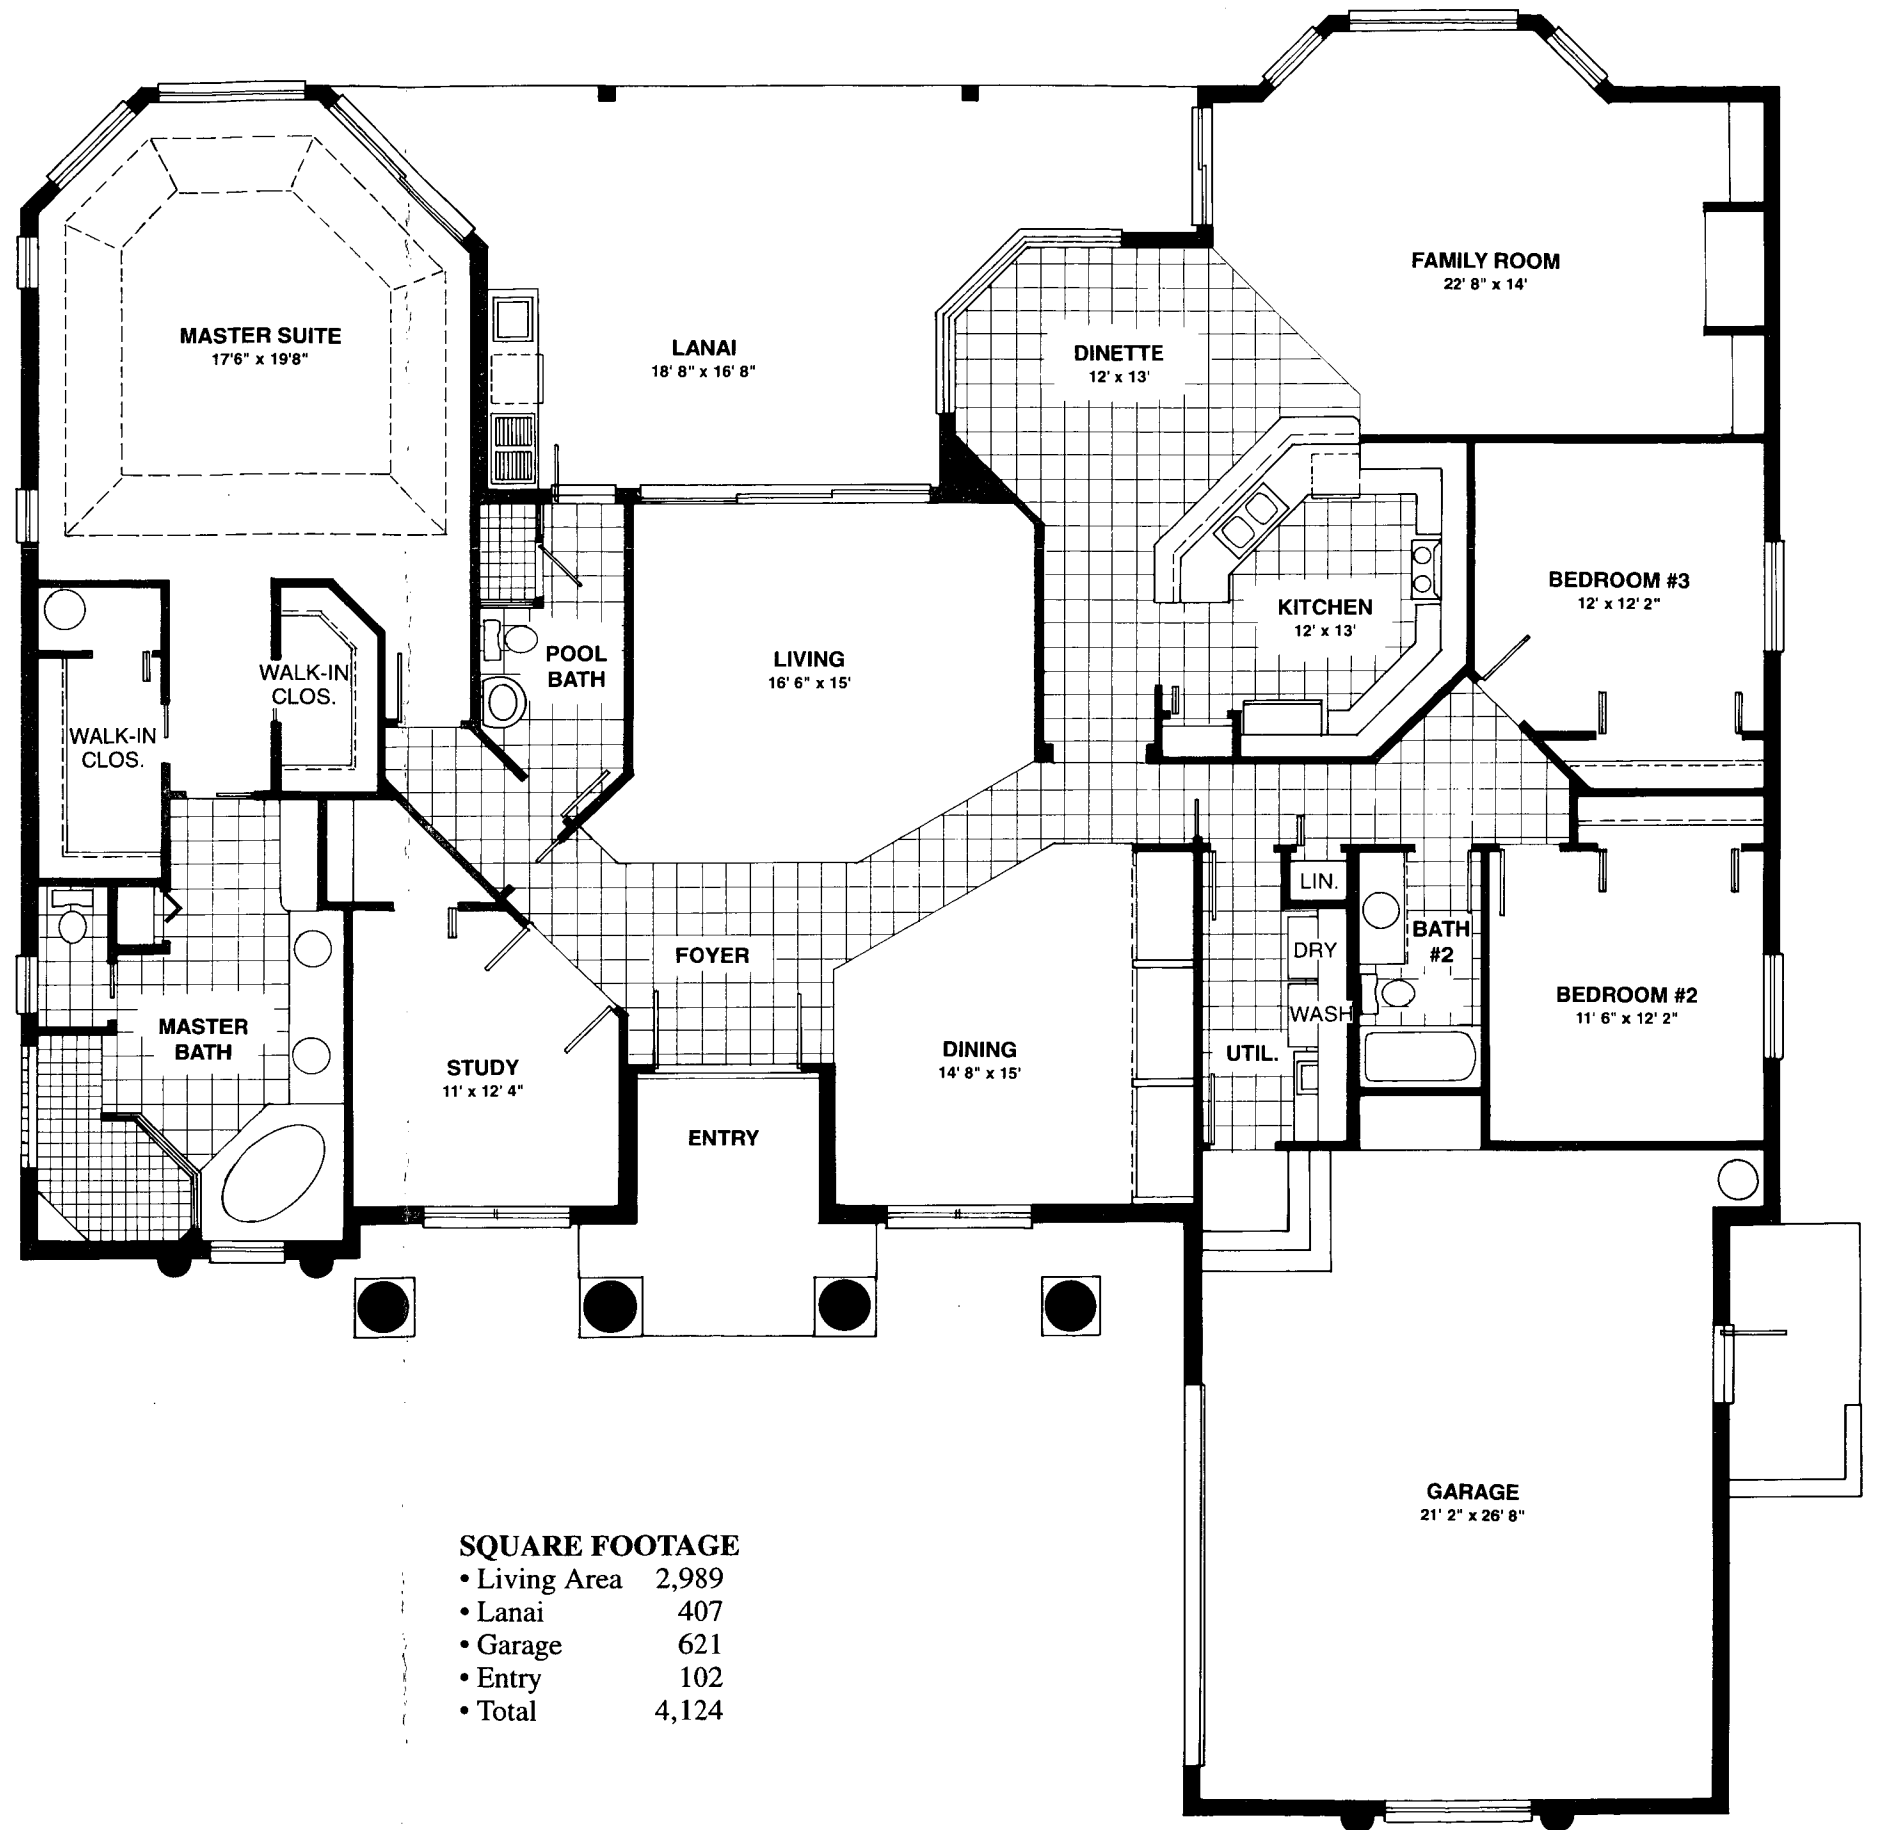 FAMILY ROOM
22' 8" x 14'
MASTER SUITE
17'6" x 19'8"
LANAI
18' 8" x 16' 8"
DINETTE
12' x 13'
BEDROOM #3
12' x 12' 2"
KITCHEN
12' x 13'
POOL
BATH
LIVING
16' 6" x 15'
WALK-IN
CLOS.
WALK-IN
CLOS.
LIN.
BATH
#2
DRY
FOYER
BEDROOM #2
11' 6" x 12' 2"
WASH
MASTER
BATH
STUDY
11' x 12' 4"
DINING
14' 8" x 15'
UTIL.
ENTRY
GARAGE
21' 2" x 26' 8"
SQUARE FOOTAGE
• Living Area 2,989
• Lanai 407
• Garage 621
• Entry 102
• Total 4,124